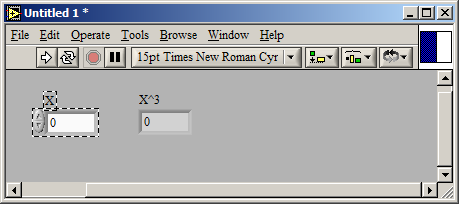 Untitled 1 *
File Edit Operate Tools Browse Window Help
15pt Times New Roman Cyr
X X^3
0 0